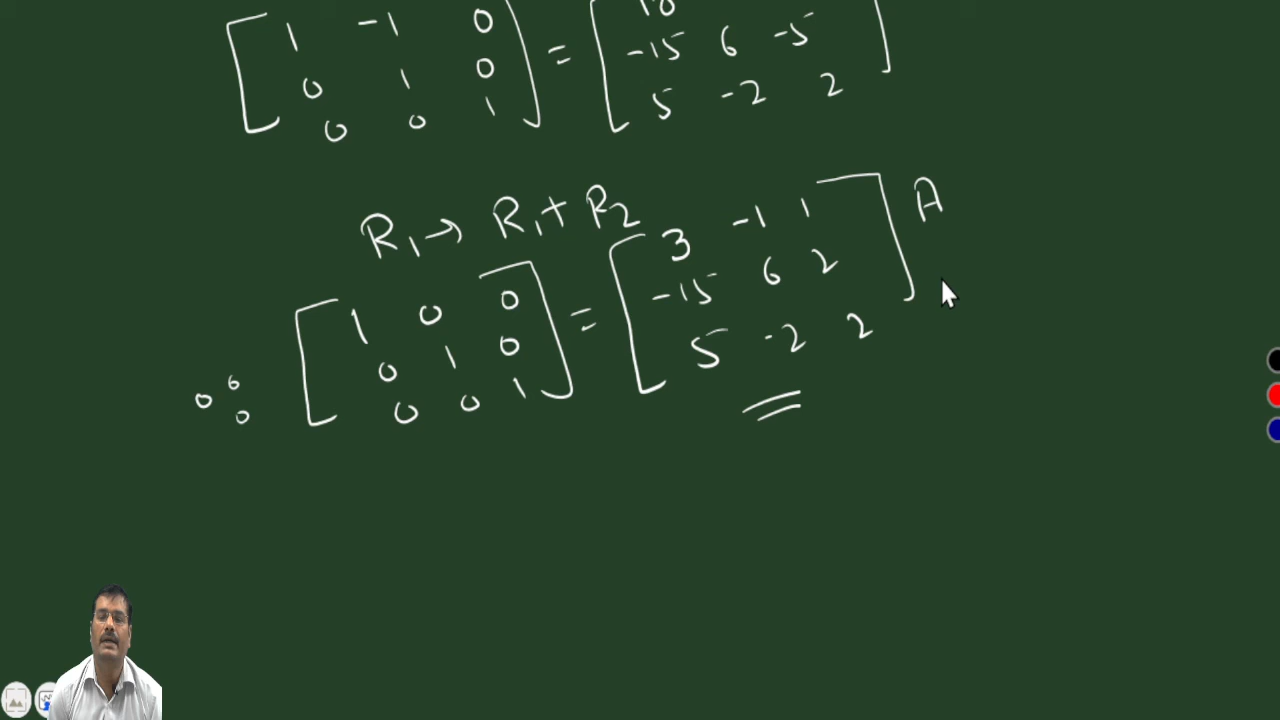 1 -1 0
0 1 0
0 0 1
=
-15 6 -5
5 -2 2
R₁ → R₁ + R₂
1 0 0
0 1 0
0 0 1
=
3 -1 1
-15 6 2
5 -2 2
A